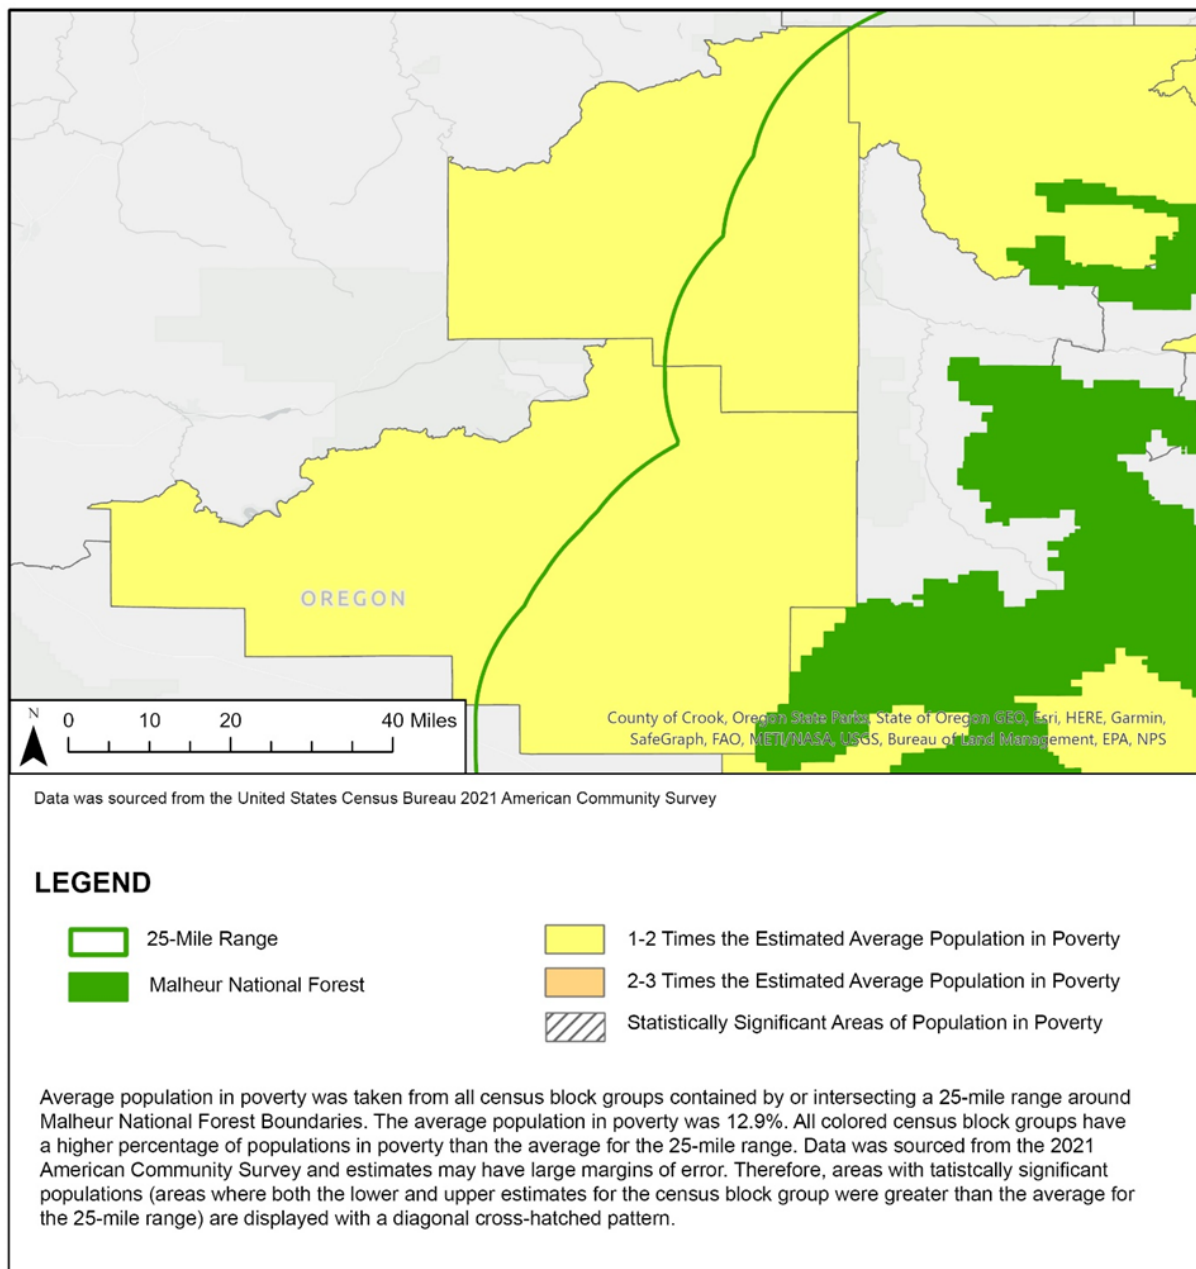 OREGON
N
0 10 20 40 Miles
County of Crook, Oregon State Parks, State of Oregon GEO, Esri, HERE, Garmin,
SafeGraph, FAO, METI/NASA, USGS, Bureau of Land Management, EPA, NPS
Data was sourced from the United States Census Bureau 2021 American Community Survey
LEGEND
25-Mile Range
Malheur National Forest
1-2 Times the Estimated Average Population in Poverty
2-3 Times the Estimated Average Population in Poverty
Statistically Significant Areas of Population in Poverty
Average population in poverty was taken from all census block groups contained by or intersecting a 25-mile range around
Malheur National Forest Boundaries. The average population in poverty was 12.9%. All colored census block groups have
a higher percentage of populations in poverty than the average for the 25-mile range. Data was sourced from the 2021
American Community Survey and estimates may have large margins of error. Therefore, areas with tatistcally significant
populations (areas where both the lower and upper estimates for the census block group were greater than the average for
the 25-mile range) are displayed with a diagonal cross-hatched pattern.